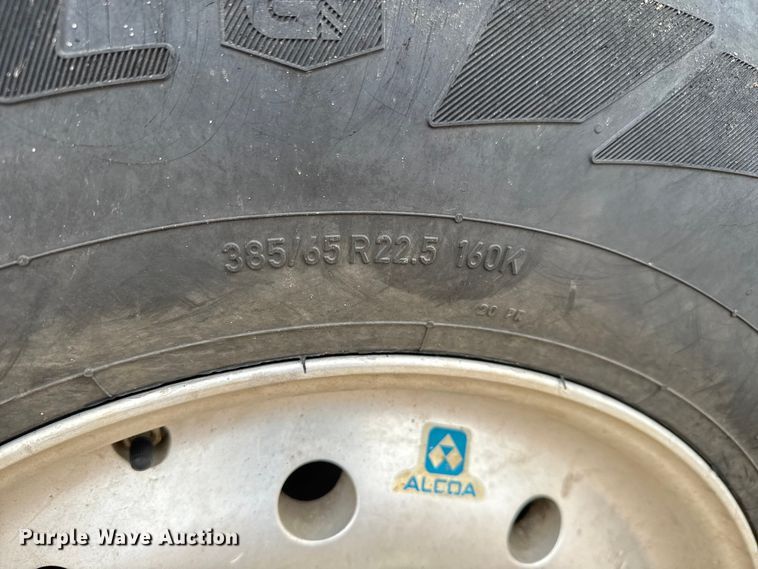 385/65 R22.5 160K
20 PR
ALCOA
Purple Wave Auction